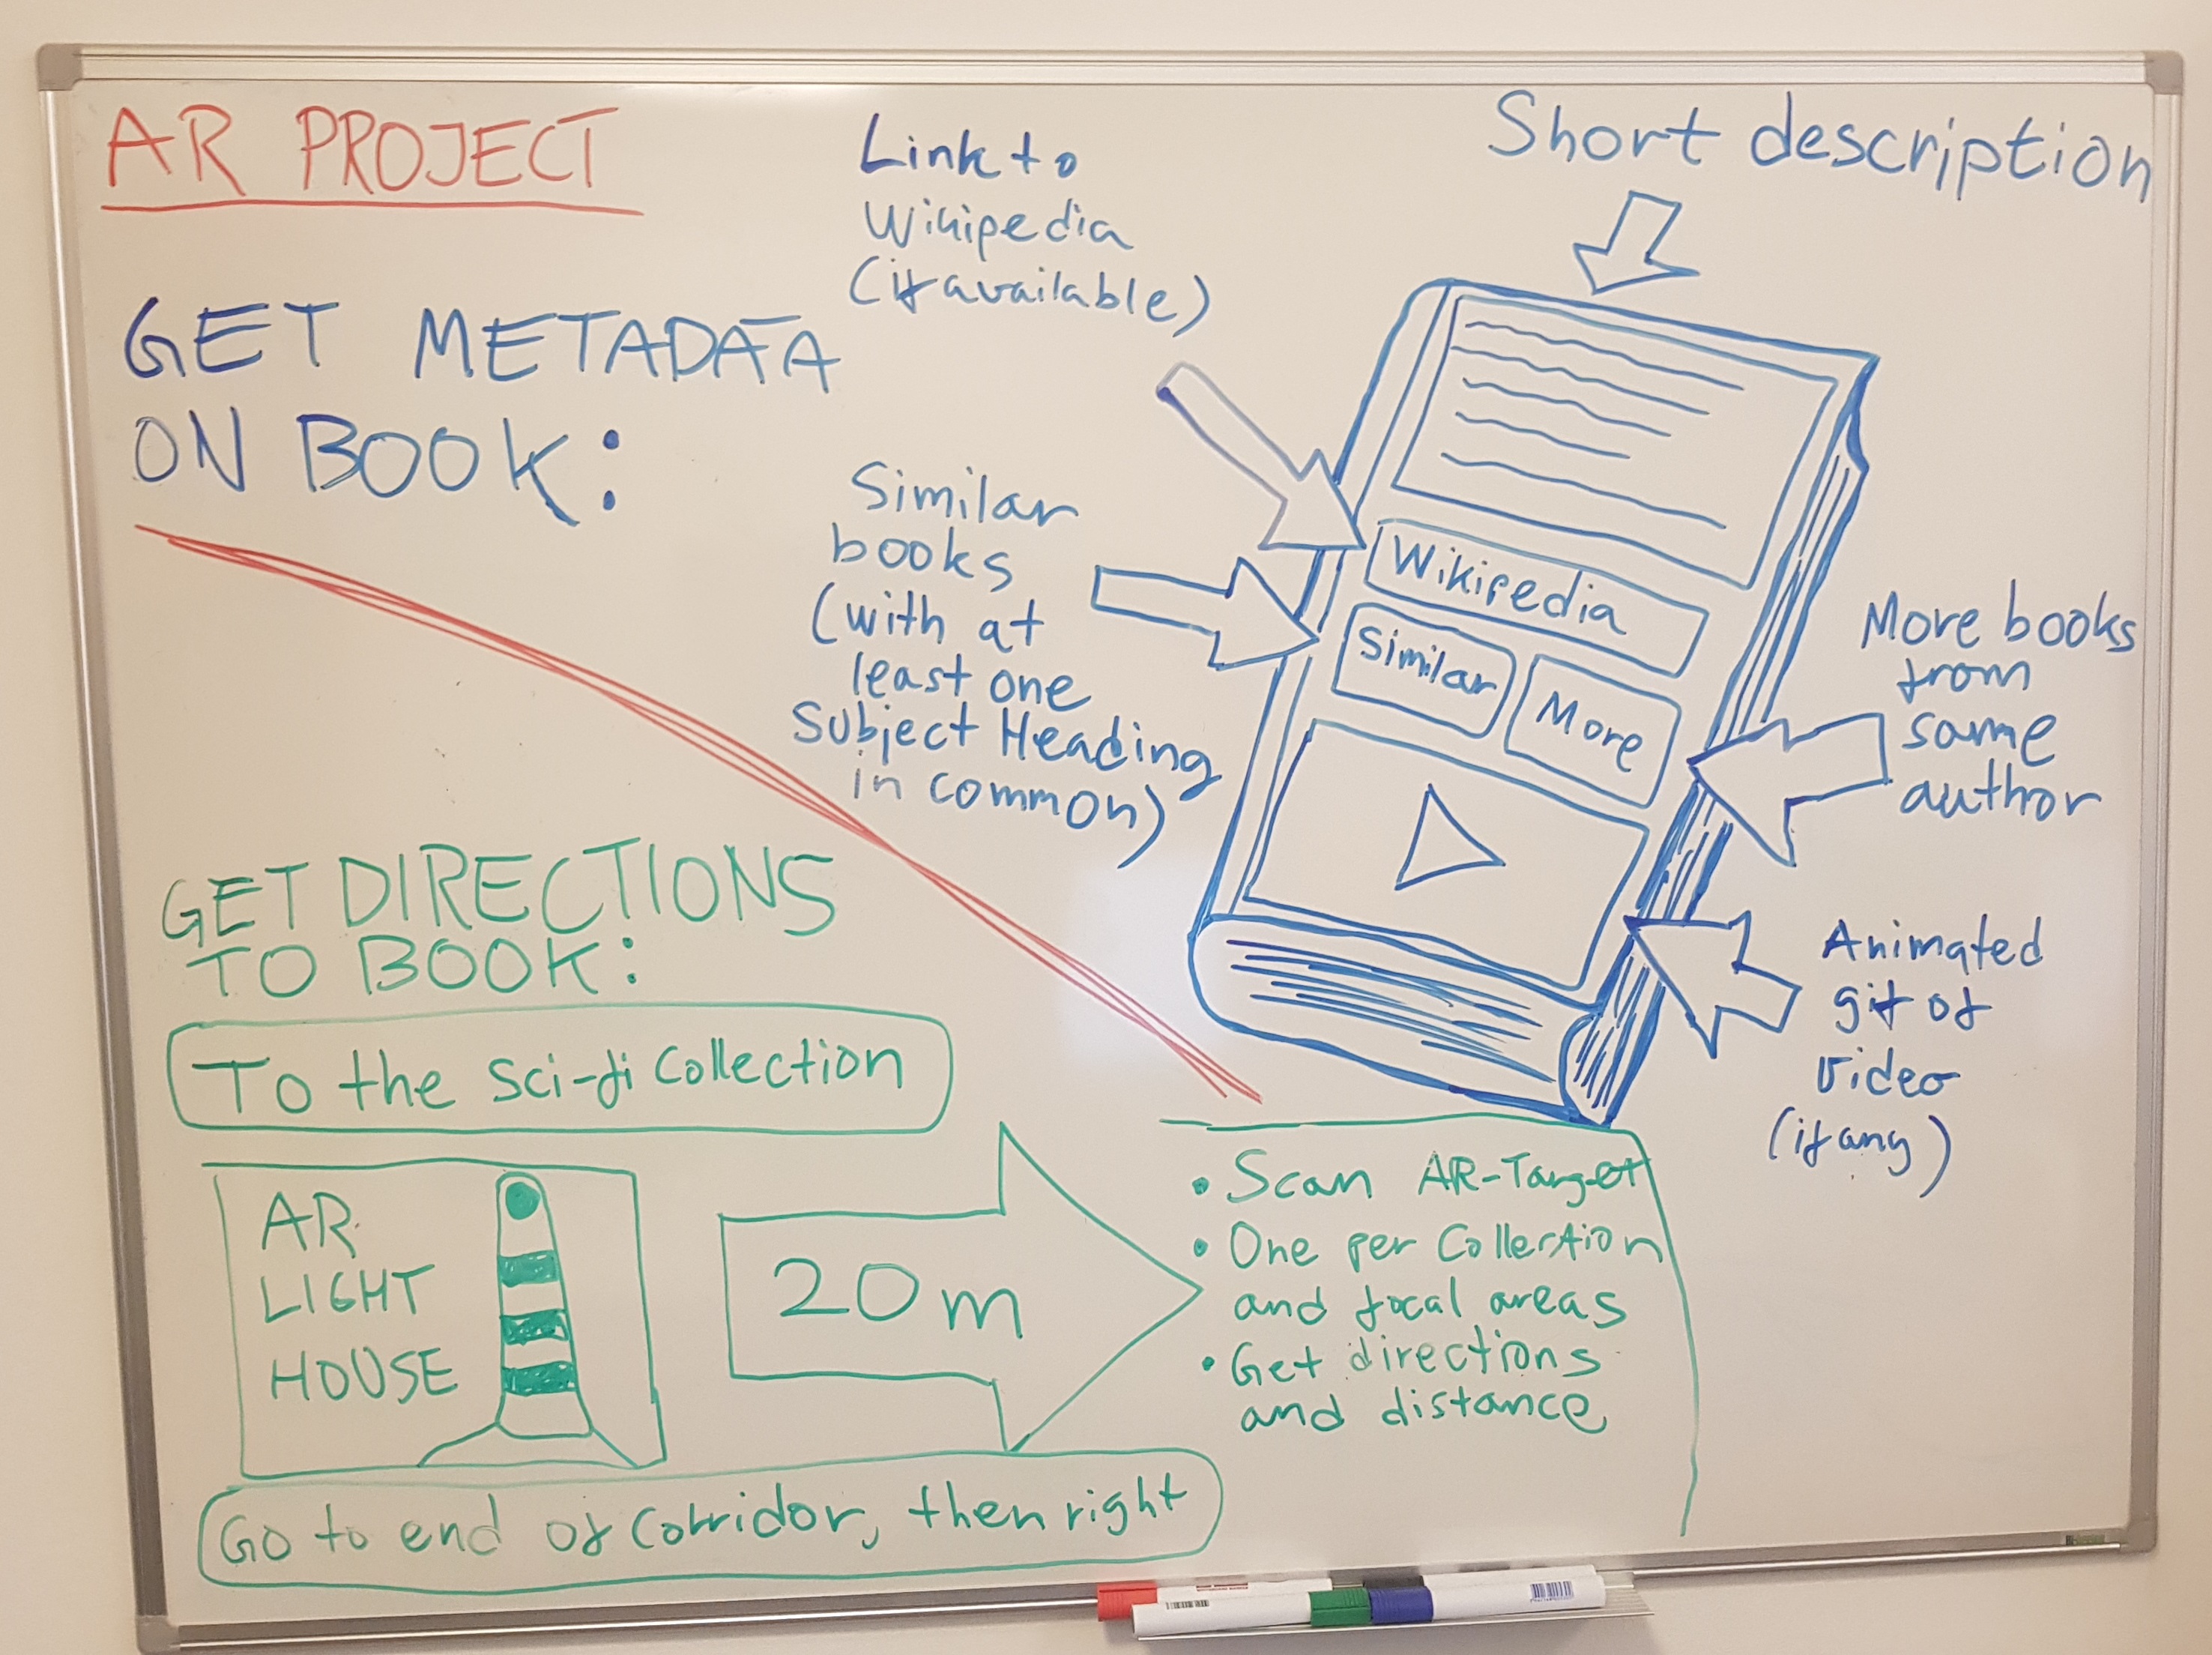 AR PROJECT
GET METADATA
ON BOOK:
Link to
Wikipedia
(if available)
Short description
Similar
books
(with at
least one
Subject Heading
in common)
Wikipedia
Similar
More
More books
from
same
author
Animated
gif of
video
(if any)
GET DIRECTIONS
TO BOOK:
To the sci-fi collection
AR
LIGHT
HOUSE
20m
• Scan AR-Target
• One per Collection
and focal areas
• Get directions
and distance
Go to end of corridor, then right